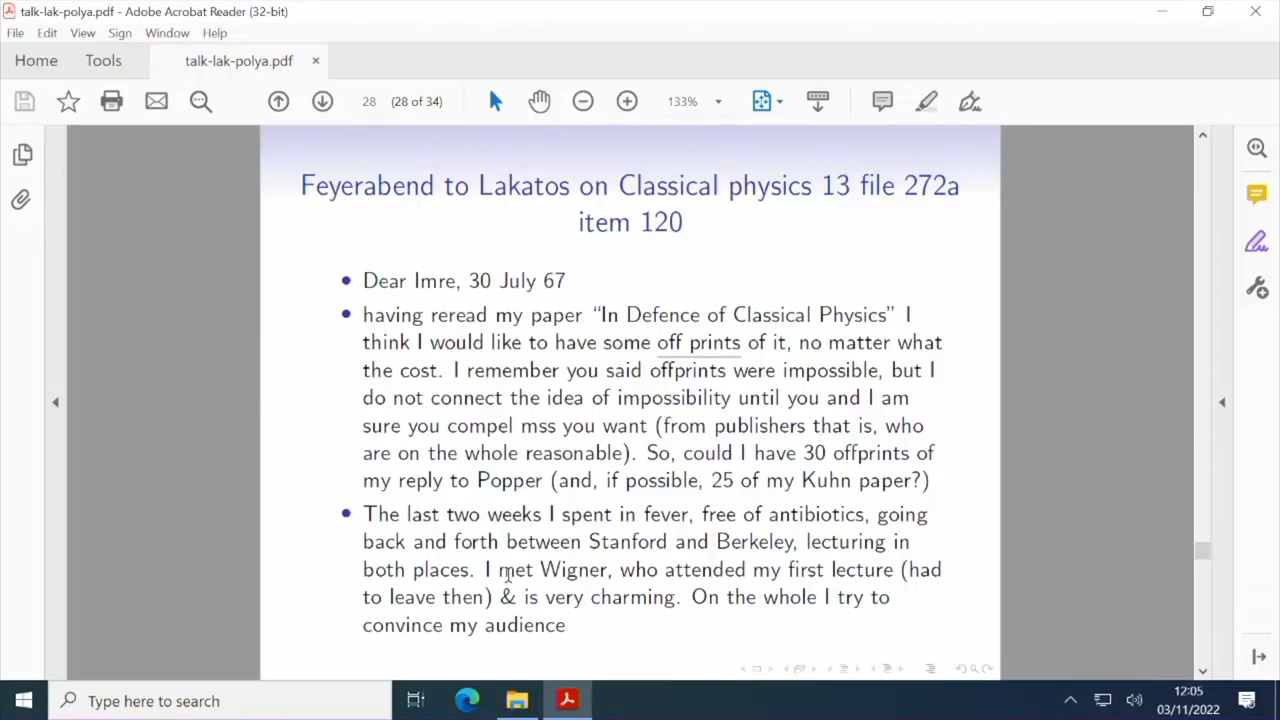 talk-lak-polya.pdf - Adobe Acrobat Reader (32-bit)
File Edit View Sign Window Help
Home Tools talk-lak-polya.pdf ×
28 (28 of 34) 133%
Feyerabend to Lakatos on Classical physics 13 file 272a
item 120
• Dear Imre, 30 July 67
• having reread my paper “In Defence of Classical Physics” I
think I would like to have some off prints of it, no matter what
the cost. I remember you said offprints were impossible, but I
do not connect the idea of impossibility until you and I am
sure you compel mss you want (from publishers that is, who
are on the whole reasonable). So, could I have 30 offprints of
my reply to Popper (and, if possible, 25 of my Kuhn paper?)
• The last two weeks I spent in fever, free of antibiotics, going
back and forth between Stanford and Berkeley, lecturing in
both places. I met Wigner, who attended my first lecture (had
to leave then) & is very charming. On the whole I try to
convince my audience
Type here to search
12:05
03/11/2022